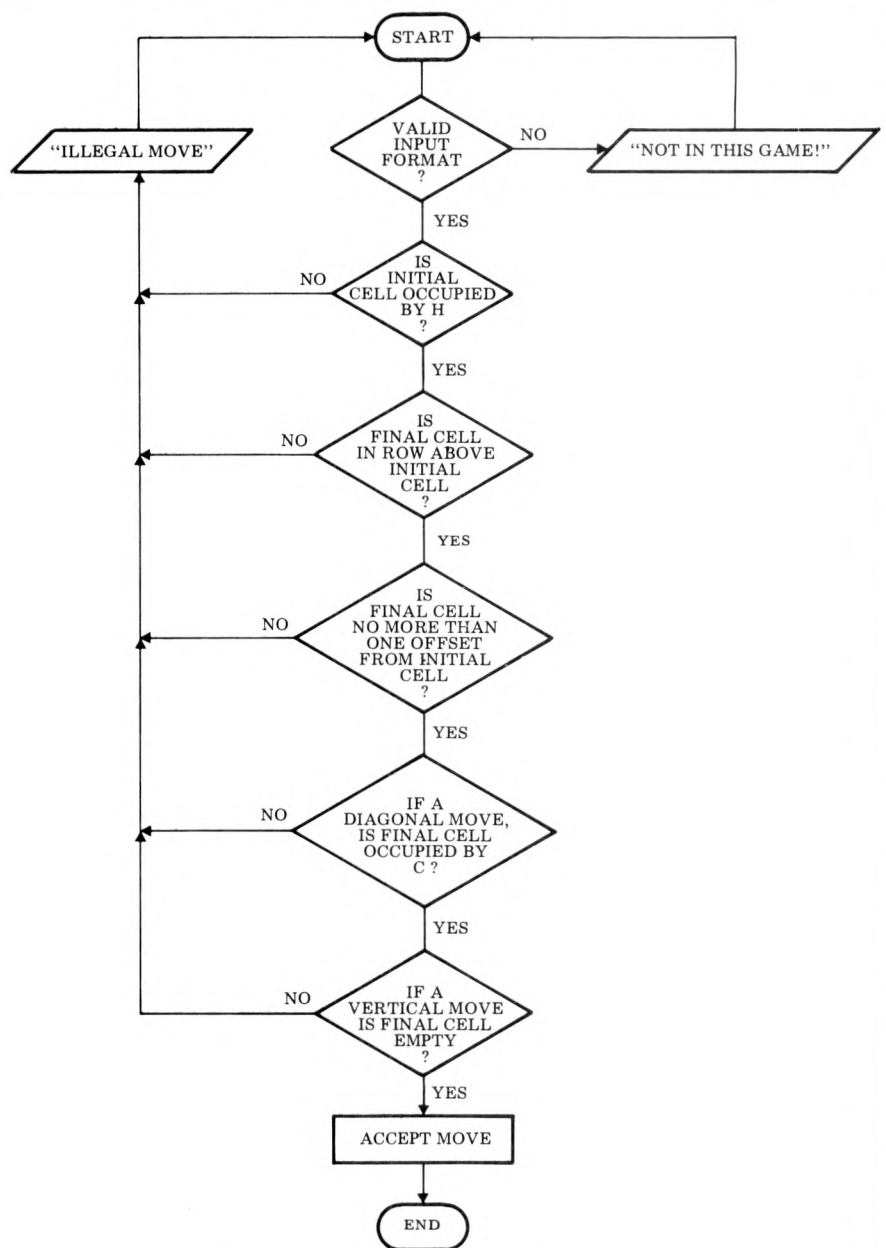 START
VALID
INPUT
FORMAT
?
NO
"NOT IN THIS GAME!"
"ILLEGAL MOVE"
YES
IS
INITIAL
CELL OCCUPIED
BY H
?
NO
YES
IS
FINAL CELL
IN ROW ABOVE
INITIAL
CELL
?
NO
YES
IS
FINAL CELL
NO MORE THAN
ONE OFFSET
FROM INITIAL
CELL
?
NO
YES
IF A
DIAGONAL MOVE,
IS FINAL CELL
OCCUPIED BY
C ?
NO
YES
IF A
VERTICAL MOVE
IS FINAL CELL
EMPTY
?
NO
YES
ACCEPT MOVE
END